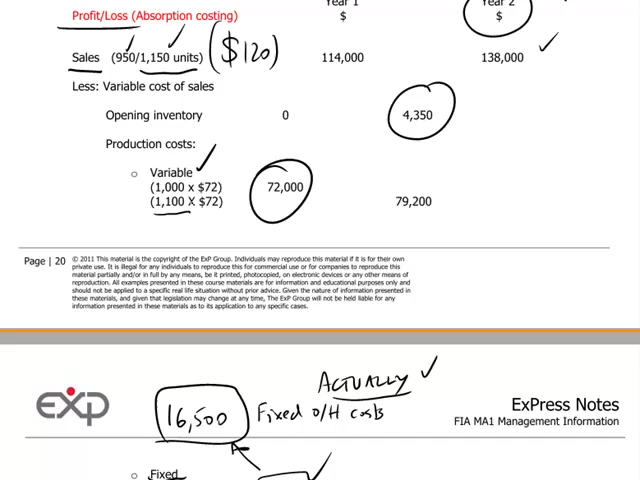 Year 1 Year 2
Profit/Loss (Absorption costing) $ $
Sales (950/1,150 units) ($120) 114,000 138,000
Less: Variable cost of sales
Opening inventory 0 4,350
Production costs:
o Variable
(1,000 x $72) 72,000
(1,100 X $72) 79,200
Page | 20 © 2011 This material is the copyright of the ExP Group. Individuals may reproduce this material if it is for their own
private use. It is illegal for any individuals to reproduce this for commercial use or for companies to reproduce this
material partially and/or in full by any means, be it printed, photocopied, on electronic devices or any other means of
reproduction. All examples presented in these course materials are for information and educational purposes only and
should not be applied to a specific real life situation without prior advice. Given the nature of information presented in
these materials, and given that legislation may change at any time, The ExP Group will not be held liable for any
information presented in these materials as to its application to any specific cases.
ACTUALLY
exp 16,500 Fixed O/H costs ExPress Notes
FIA MA1 Management Information
o Fixed